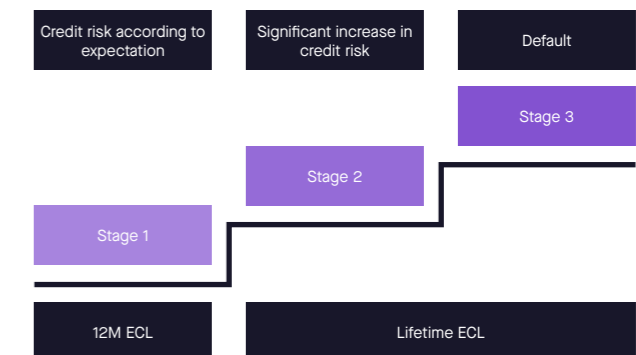 Credit risk according to
expectation
Significant increase in
credit risk
Default
Stage 3
Stage 2
Stage 1
12M ECL
Lifetime ECL